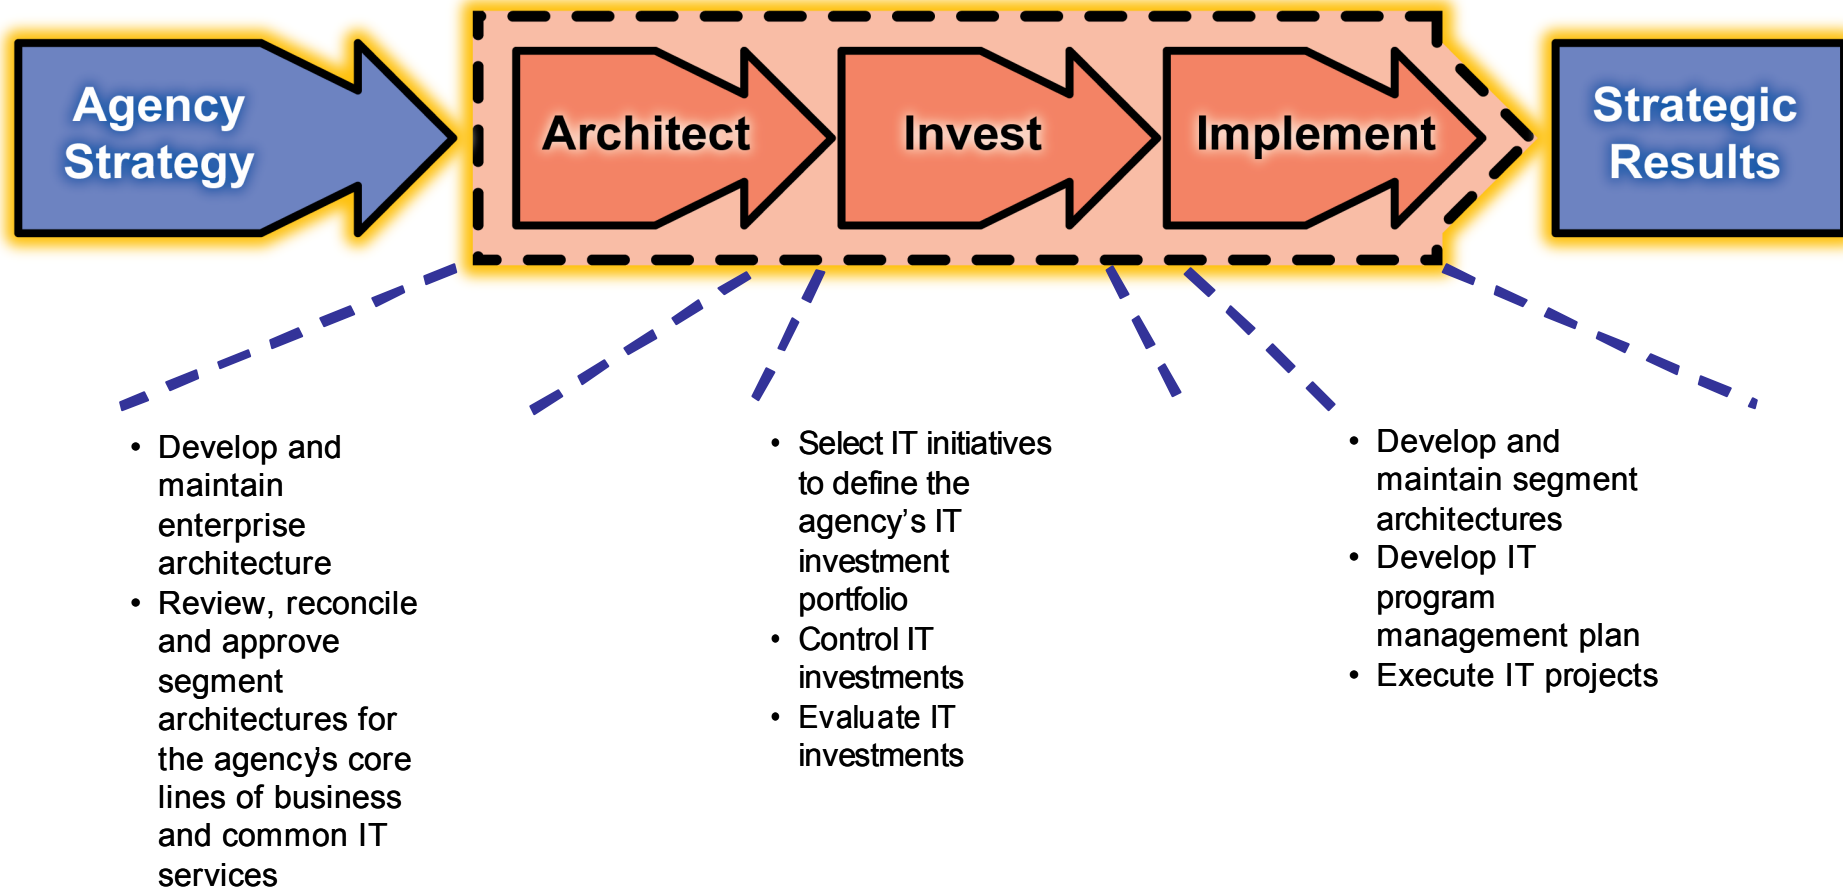 Agency
Strategy
Architect
Invest
Implement
Strategic
Results
• Develop and
maintain
enterprise
architecture
• Review, reconcile
and approve
segment
architectures for
the agency's core
lines of business
and common IT
services
• Select IT initiatives
to define the
agency's IT
investment
portfolio
• Control IT
investments
• Evaluate IT
investments
• Develop and
maintain segment
architectures
• Develop IT
program
management plan
• Execute IT projects